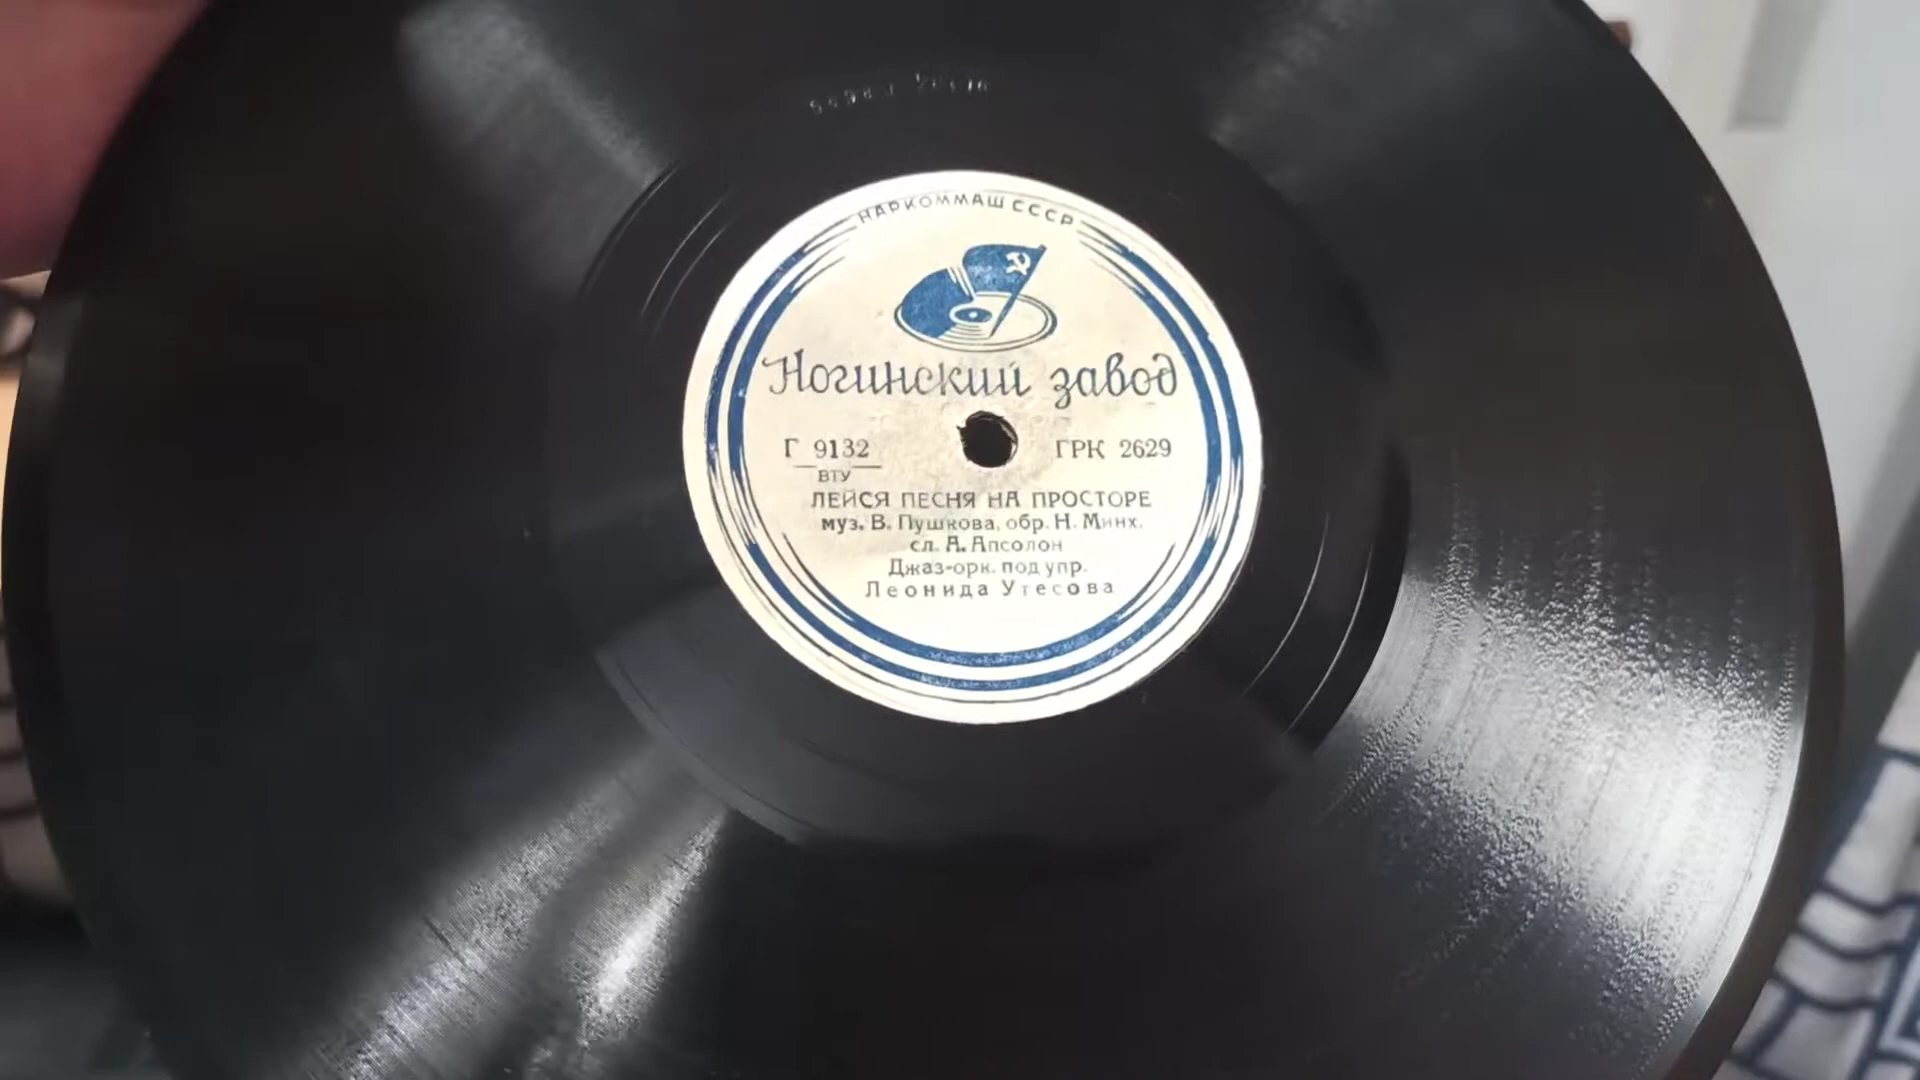 НАРКОММАШ СССР
Ногинский завод
Г 9132 ГРК 2629
ВТУ
ЛЕЙСЯ ПЕСНЯ НА ПРОСТОРЕ
муз. В. Пушкова, обр. Н. Минх.
сл. А. Апсолон
Джаз-орк. под упр.
Леонида Утесова